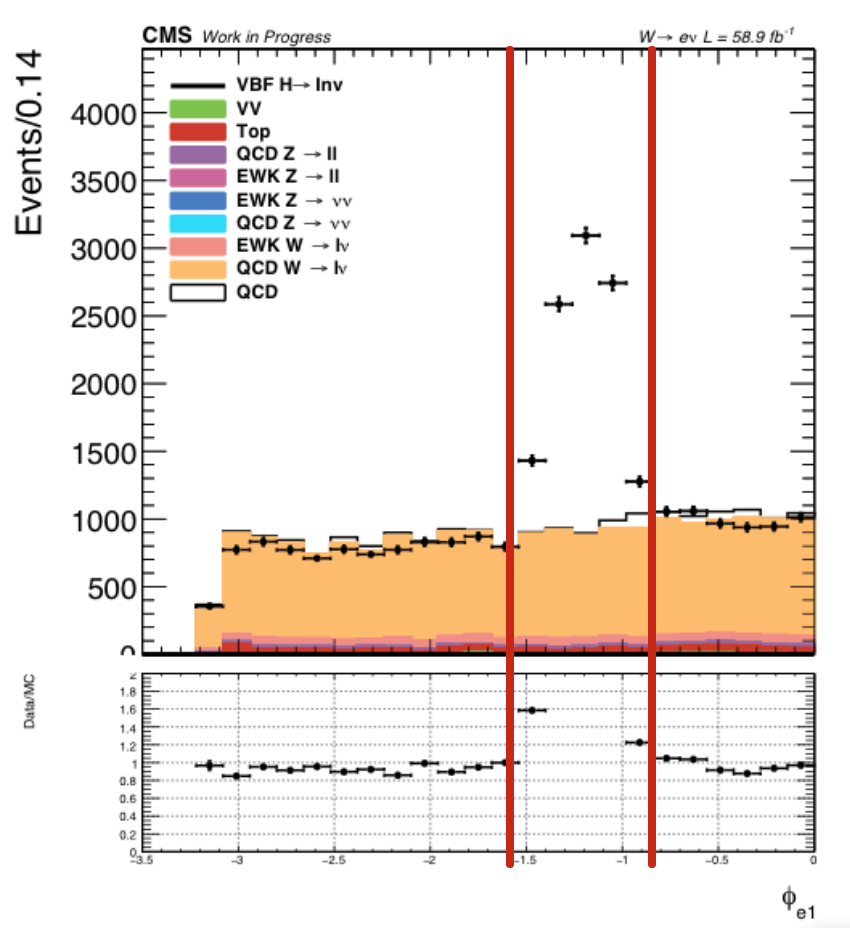 CMS Work in Progress W→ eν L = 58.9 fb⁻¹
Events/0.14
VBF H→ Inv
VV
Top
QCD Z → ll
EWK Z → ll
EWK Z → νν
QCD Z → νν
EWK W → lν
QCD W → lν
QCD
4000
3500
3000
2500
2000
1500
1000
500
0
Data/MC
2
1.8
1.6
1.4
1.2
1
0.8
0.6
0.4
0.2
0
−3.5 −3 −2.5 −2 −1.5 −1 −0.5 0
ϕe1